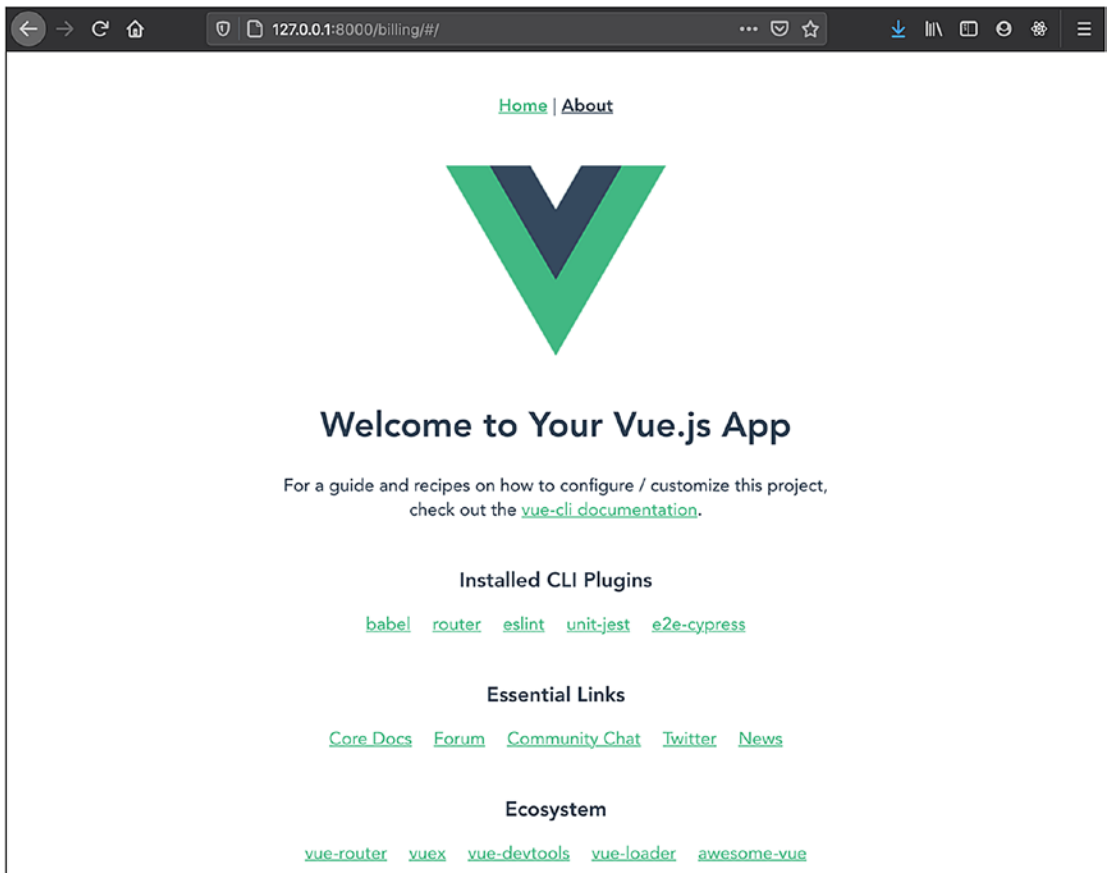 127.0.0.1:8000/billing/#/
Home | About
Welcome to Your Vue.js App
For a guide and recipes on how to configure / customize this project,
check out the vue-cli documentation.
Installed CLI Plugins
babel router eslint unit-jest e2e-cypress
Essential Links
Core Docs Forum Community Chat Twitter News
Ecosystem
vue-router vuex vue-devtools vue-loader awesome-vue